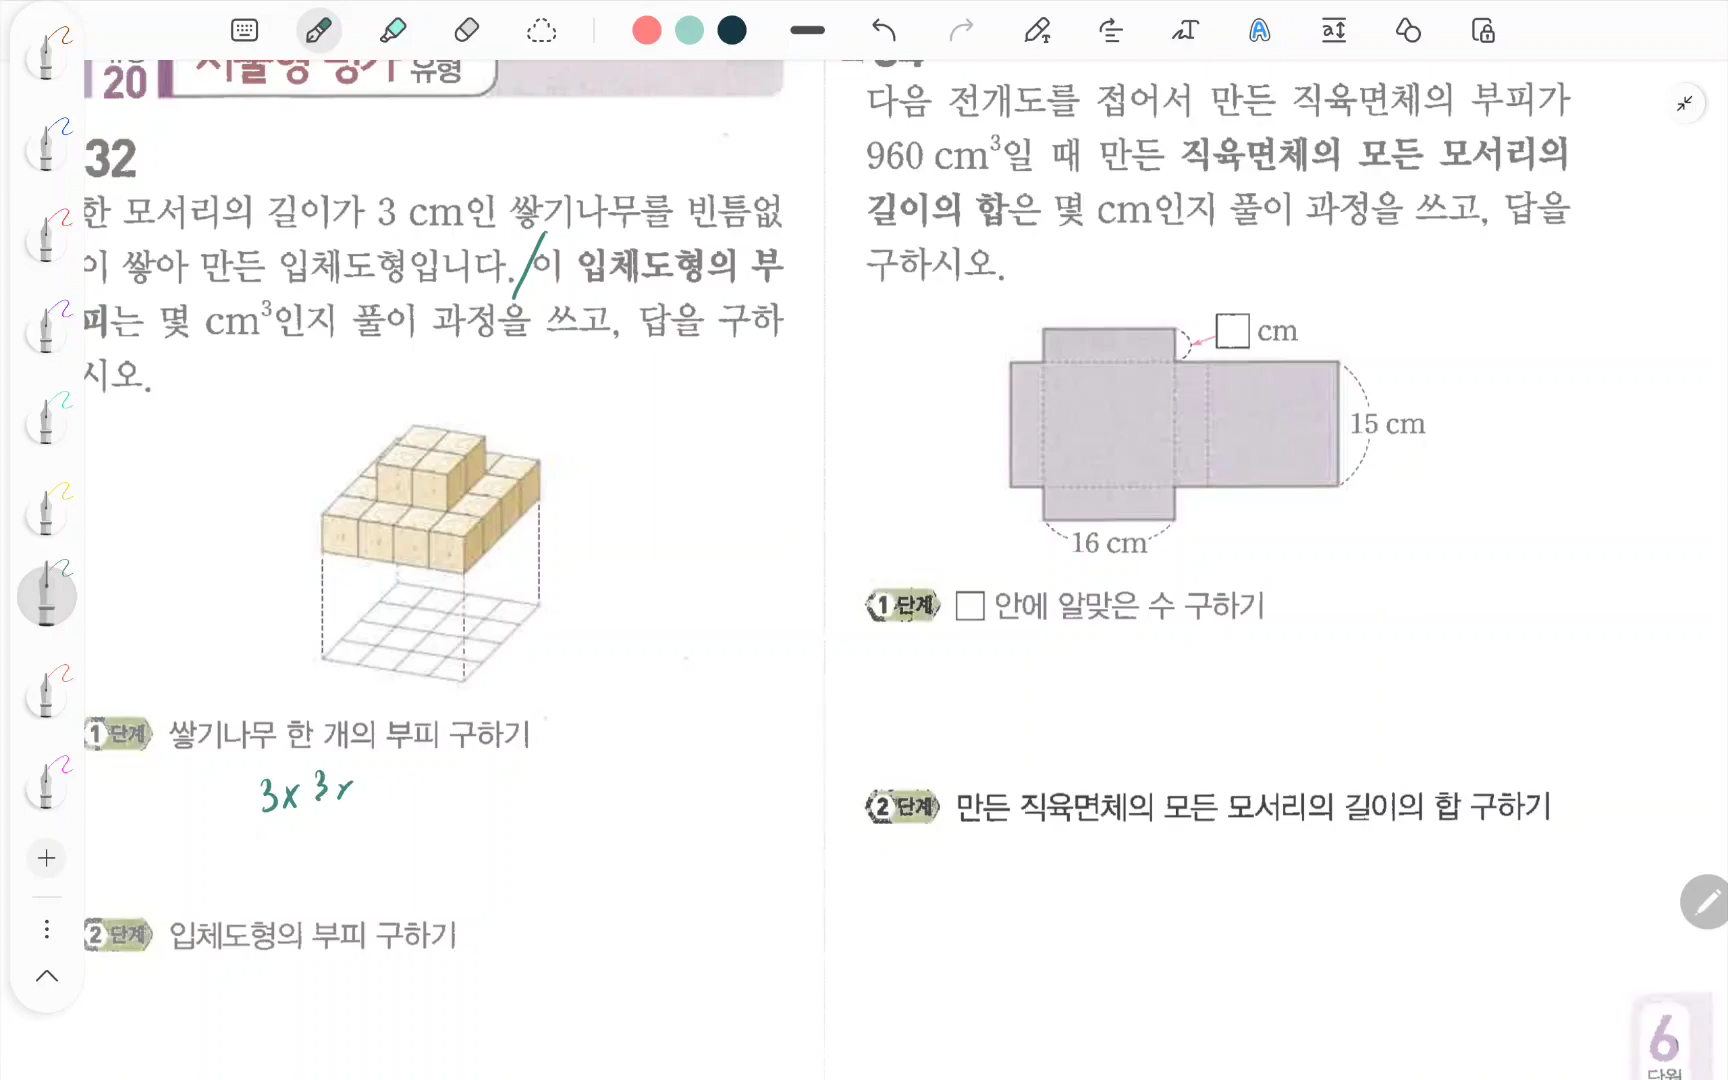 20 서술형 평가 유형
32
한 모서리의 길이가 3 cm인 쌓기나무를 빈틈없
이 쌓아 만든 입체도형입니다. 이 입체도형의 부
피는 몇 cm³인지 풀이 과정을 쓰고, 답을 구하
시오.
1 단계 쌓기나무 한 개의 부피 구하기
3x 3x
2 단계 입체도형의 부피 구하기
다음 전개도를 접어서 만든 직육면체의 부피가
960 cm³일 때 만든 직육면체의 모든 모서리의
길이의 합은 몇 cm인지 풀이 과정을 쓰고, 답을
구하시오.
□ cm
15 cm
16 cm
1 단계 □ 안에 알맞은 수 구하기
2 단계 만든 직육면체의 모든 모서리의 길이의 합 구하기
6
단원